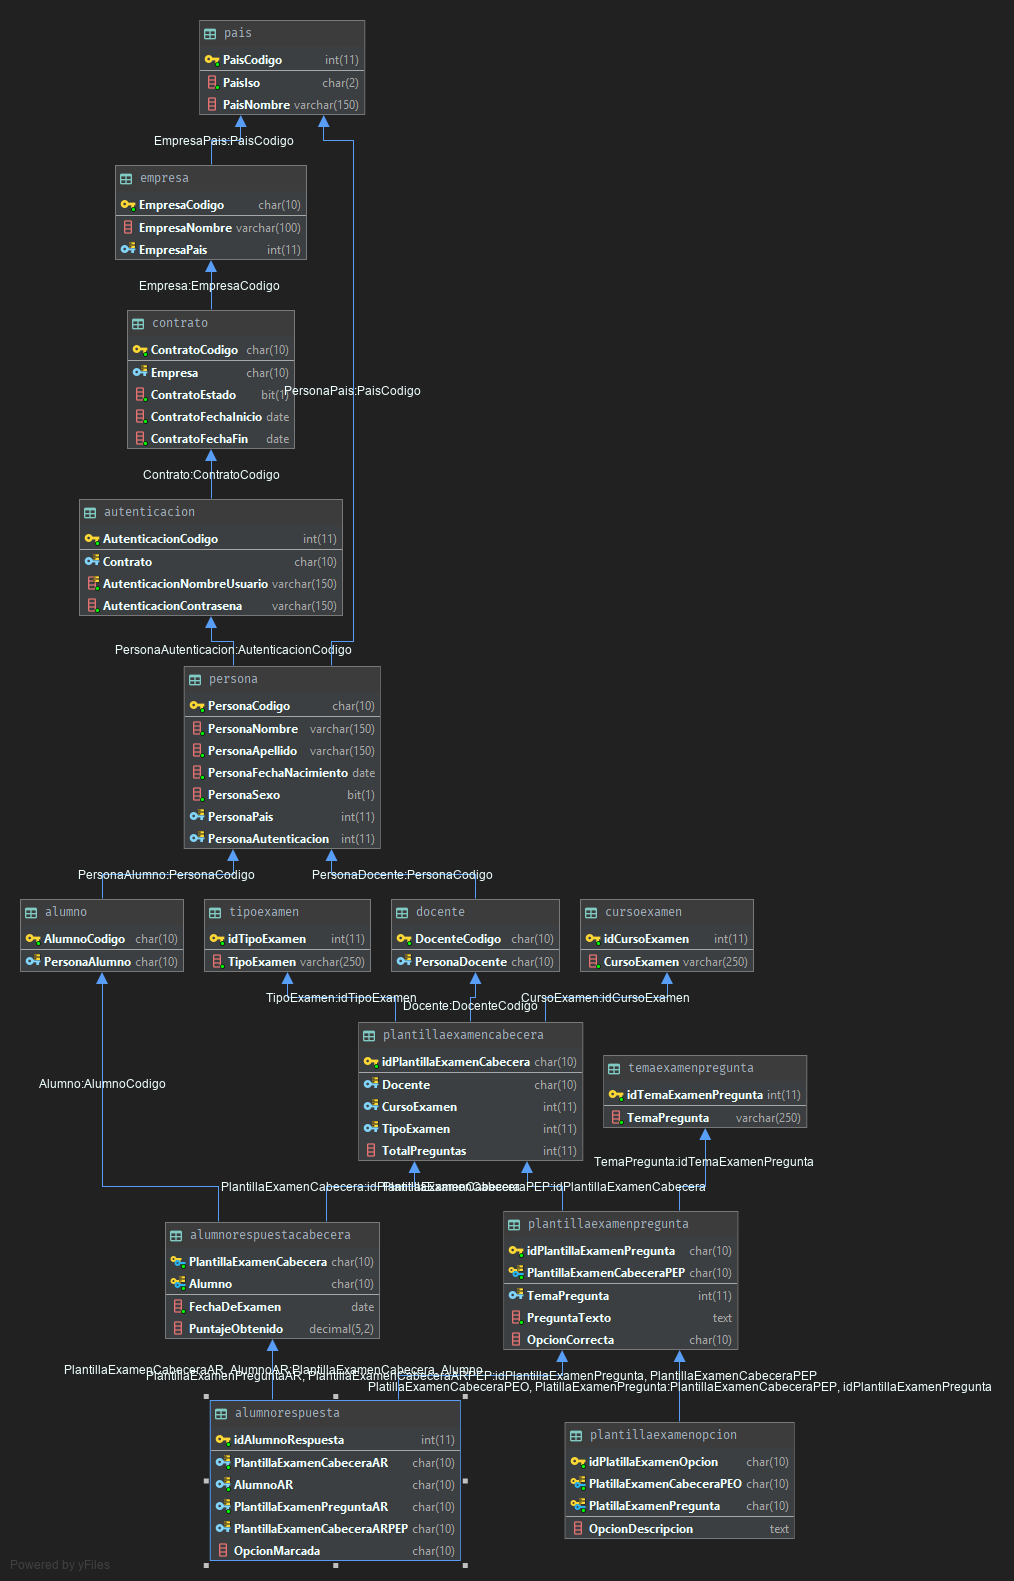 pais
PaisCodigo int(11)
PaisIso char(2)
PaisNombre varchar(150)
EmpresaPais:PaisCodigo
empresa
EmpresaCodigo char(10)
EmpresaNombre varchar(100)
EmpresaPais int(11)
Empresa:EmpresaCodigo
contrato
ContratoCodigo char(10)
Empresa char(10)
ContratoEstado bit(1)
PersonaPais:PaisCodigo
ContratoFechaInicio date
ContratoFechaFin date
Contrato:ContratoCodigo
autenticacion
AutenticacionCodigo int(11)
Contrato char(10)
AutenticacionNombreUsuario varchar(150)
AutenticacionContrasena varchar(150)
PersonaAutenticacion:AutenticacionCodigo
persona
PersonaCodigo char(10)
PersonaNombre varchar(150)
PersonaApellido varchar(150)
PersonaFechaNacimiento date
PersonaSexo bit(1)
PersonaPais int(11)
PersonaAutenticacion int(11)
PersonaAlumno:PersonaCodigo
PersonaDocente:PersonaCodigo
alumno
AlumnoCodigo char(10)
PersonaAlumno char(10)
tipoexamen
idTipoExamen int(11)
TipoExamen varchar(250)
docente
DocenteCodigo char(10)
PersonaDocente char(10)
cursoexamen
idCursoExamen int(11)
CursoExamen varchar(250)
TipoExamen:idTipoExamen
Docente:DocenteCodigo
CursoExamen:idCursoExamen
plantillaexamencabecera
idPlantillaExamenCabecera char(10)
Docente char(10)
CursoExamen int(11)
TipoExamen int(11)
TotalPreguntas int(11)
temaexamenpregunta
idTemaExamenPregunta int(11)
TemaPregunta varchar(250)
Alumno:AlumnoCodigo
TemaPregunta:idTemaExamenPregunta
PlantillaExamenCabecera:idPlantillaExamenCabecera
PlantillaExamenCabeceraPEP:idPlantillaExamenCabecera
alumnorespuestacabecera
PlantillaExamenCabecera char(10)
Alumno char(10)
FechaDeExamen date
PuntajeObtenido decimal(5,2)
plantillaexamenpregunta
idPlantillaExamenPregunta char(10)
PlantillaExamenCabeceraPEP char(10)
TemaPregunta int(11)
PreguntaTexto text
OpcionCorrecta char(10)
PlantillaExamenCabeceraAR, AlumnoAR:PlantillaExamenCabecera, Alumno
PlantillaExamenPreguntaAR, PlantillaExamenCabeceraARPEP:idPlantillaExamenPregunta, PlantillaExamenCabeceraPEP
PlatillaExamenCabeceraPEO, PlatillaExamenPregunta:PlantillaExamenCabeceraPEP, idPlantillaExamenPregunta
alumnorespuesta
idAlumnoRespuesta int(11)
PlantillaExamenCabeceraAR char(10)
AlumnoAR char(10)
PlantillaExamenPreguntaAR char(10)
PlantillaExamenCabeceraARPEP char(10)
OpcionMarcada char(10)
plantillaexamenopcion
idPlatillaExamenOpcion char(10)
PlatillaExamenCabeceraPEO char(10)
PlatillaExamenPregunta char(10)
OpcionDescripcion text
Powered by yFiles